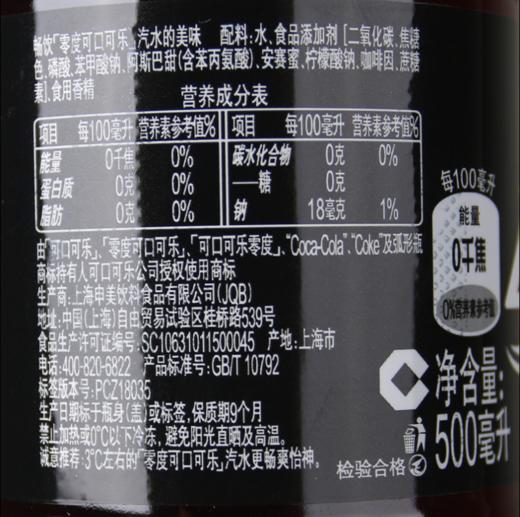 畅饮「零度可口可乐」汽水的美味 配料:水、食品添加剂[二氧化碳、焦糖
色、磷酸、苯甲酸钠、阿斯巴甜(含苯丙氨酸)、安赛蜜、柠檬酸钠、咖啡因、蔗糖
素]、食用香精
营养成分表
项目 每100毫升 营养素参考值% 项目 每100毫升 营养素参考值%
能量 0千焦 0% 碳水化合物 0克 0%
蛋白质 0克 0% ——糖 0克
脂肪 0克 0% 钠 18毫克 1%
由「可口可乐」、「零度可口可乐」、「可口可乐零度」、“Coca-Cola”、“Coke”及弧形瓶
商标持有人可口可乐公司授权使用商标
生产商:上海申美饮料食品有限公司(JQB)
地址:中国(上海)自由贸易试验区桂桥路539号
食品生产许可证编号:SC10631011500045 产地:上海市
电话:400-820-6822 产品标准号:GB/T 10792
标签版本号:PCZ18035
生产日期标于瓶身(盖)或标签,保质期9个月
禁止加热或0°C以下冷冻,避免阳光直晒及高温。
诚意推荐:3°C左右的「零度可口可乐」汽水更畅爽怡神。
检验合格
每100毫升
能量
0千焦
0%营养素参考值
净含量:
500毫升